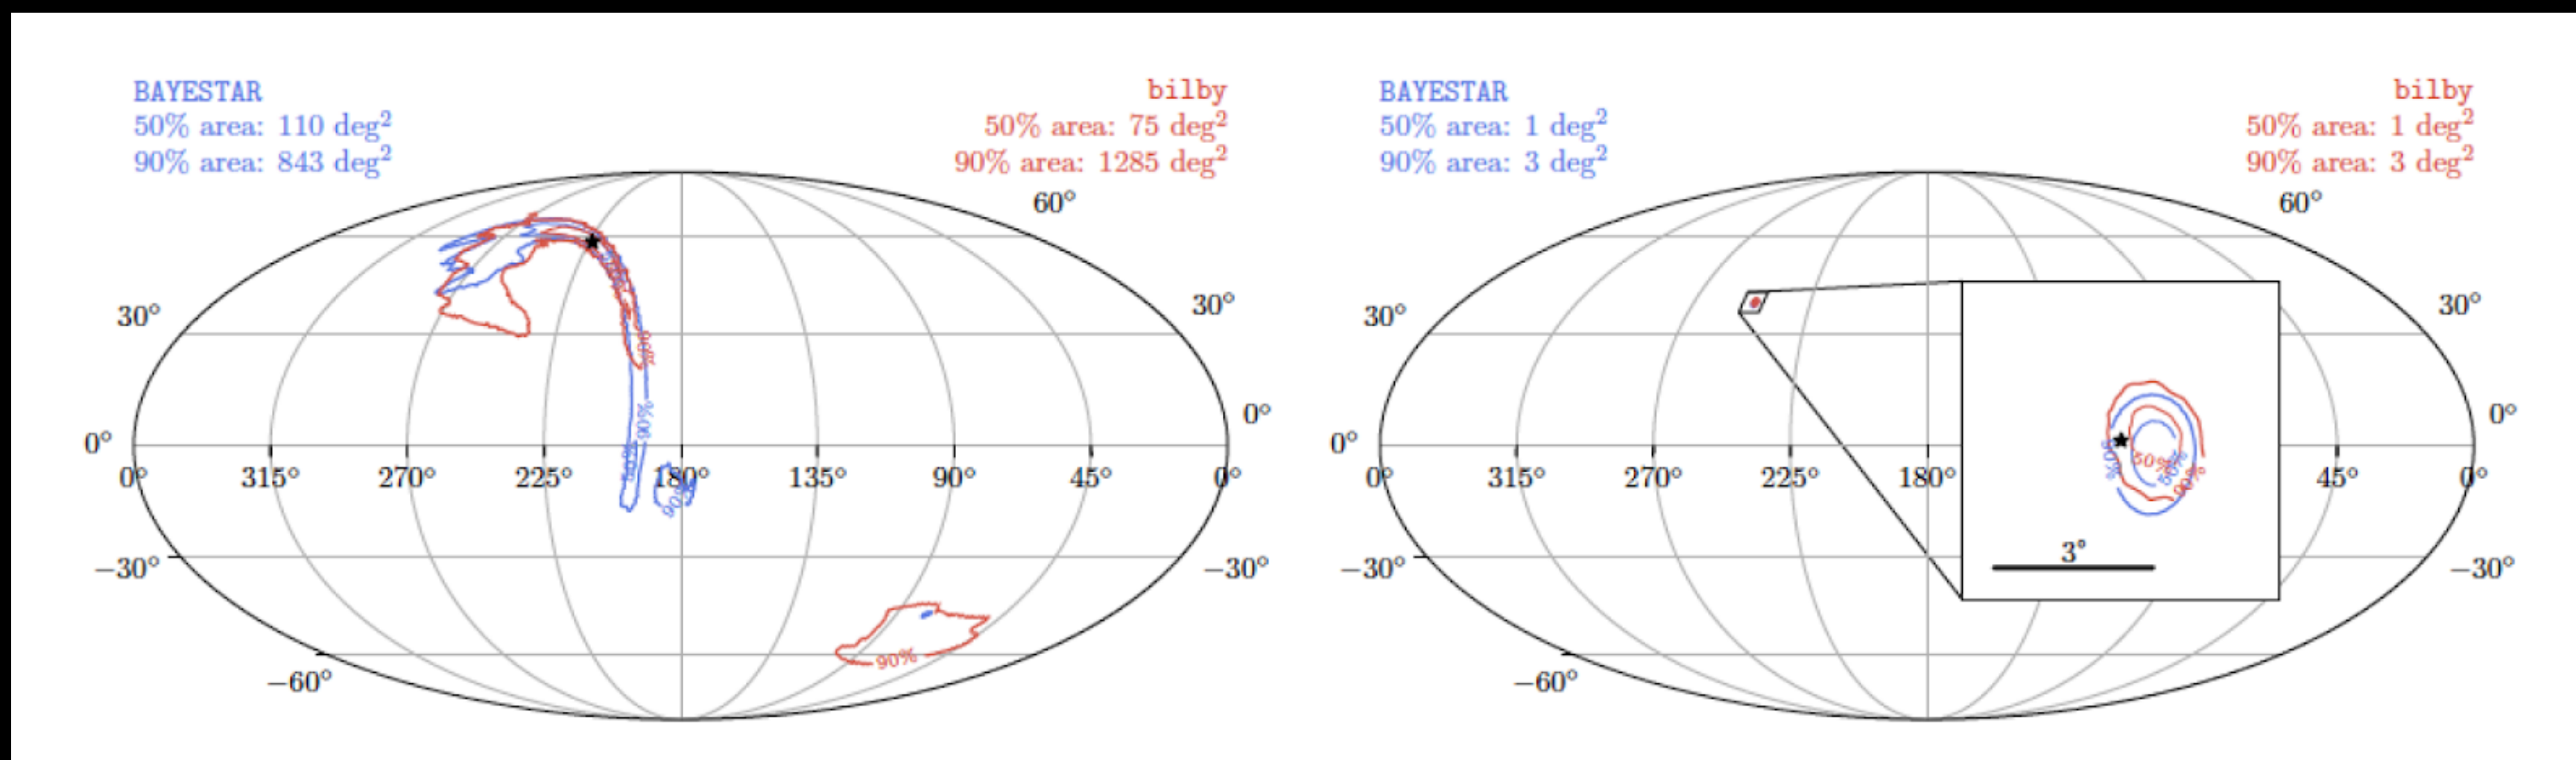 BAYESTAR
50% area: 110 deg²
90% area: 843 deg²
bilby
50% area: 75 deg²
90% area: 1285 deg²
60°
30°
30°
0°
0°
0° 315° 270° 225° 180° 135° 90° 45° 0°
−30°
−30°
−60°
90%
90%
50%
90%
90%
BAYESTAR
50% area: 1 deg²
90% area: 3 deg²
bilby
50% area: 1 deg²
90% area: 3 deg²
60°
30°
30°
0°
0°
0° 315° 270° 225° 180° 45° 0°
−30°
−30°
−60°
90%
50%
50%
90%
3°